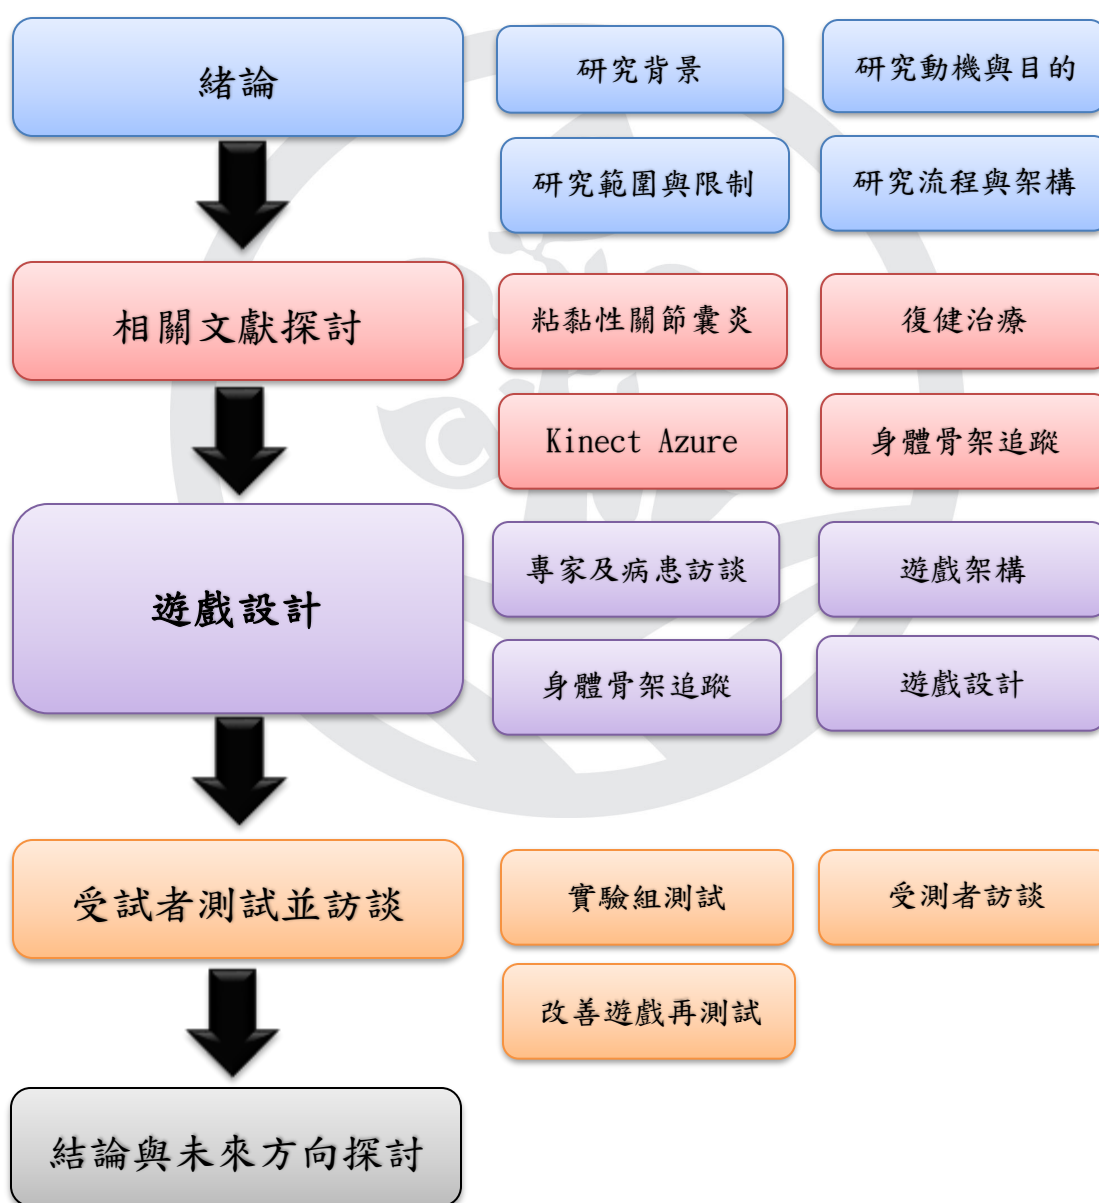 緒論
研究背景
研究動機與目的
研究範圍與限制
研究流程與架構
相關文獻探討
粘黏性關節囊炎
復健治療
Kinect Azure
身體骨架追蹤
遊戲設計
專家及病患訪談
遊戲架構
身體骨架追蹤
遊戲設計
受試者測試並訪談
實驗組測試
受測者訪談
改善遊戲再測試
結論與未來方向探討